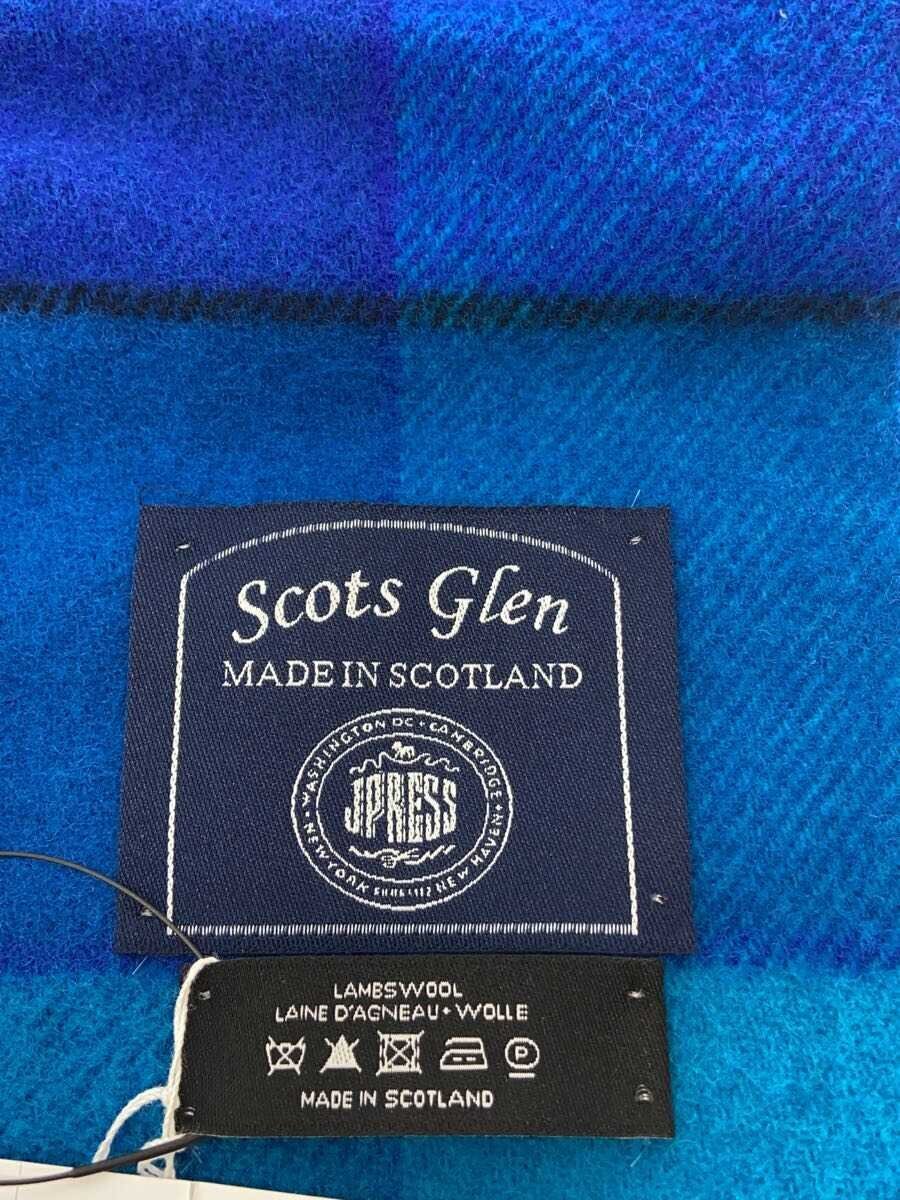 Scots Glen
MADE IN SCOTLAND
WASHINGTON DC • CAMBRIDGE •
JPRESS
• NEW YORK
NEW HAVEN •
LAMBSWOOL
LAINE D'AGNEAU • WOLLE
P
MADE IN SCOTLAND